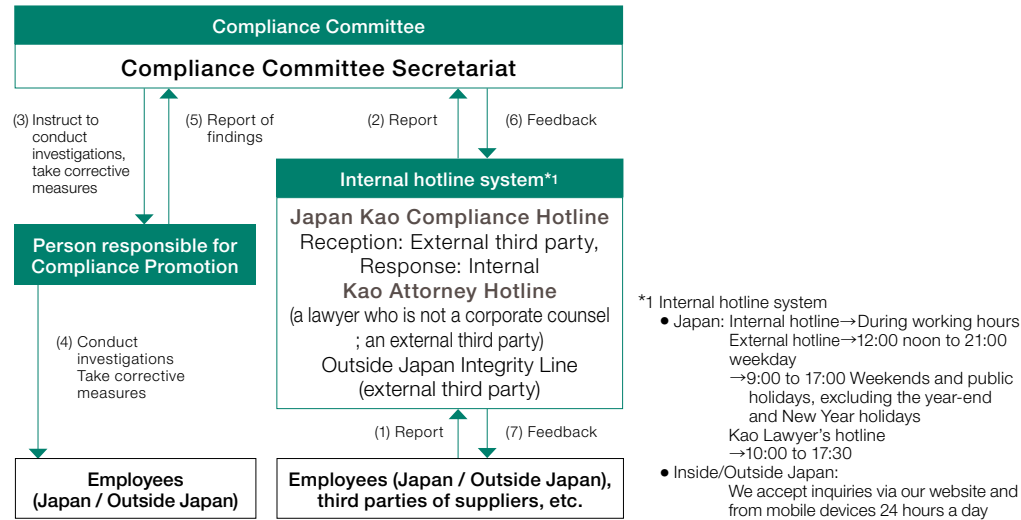 Compliance Committee
Compliance Committee Secretariat
(3) Instruct to
conduct
investigations,
take corrective
measures
(5) Report of
findings
(2) Report
(6) Feedback
Internal hotline system*1
Japan Kao Compliance Hotline
Reception: External third party,
Response: Internal
Kao Attorney Hotline
(a lawyer who is not a corporate counsel
; an external third party)
Outside Japan Integrity Line
(external third party)
Person responsible for
Compliance Promotion
(4) Conduct
investigations
Take corrective
measures
(1) Report
(7) Feedback
Employees
(Japan / Outside Japan)
Employees (Japan / Outside Japan),
third parties of suppliers, etc.
*1 Internal hotline system
● Japan: Internal hotline→During working hours
External hotline→12:00 noon to 21:00
weekday
→9:00 to 17:00 Weekends and public
holidays, excluding the year-end
and New Year holidays
Kao Lawyer's hotline
→10:00 to 17:30
● Inside/Outside Japan:
We accept inquiries via our website and
from mobile devices 24 hours a day